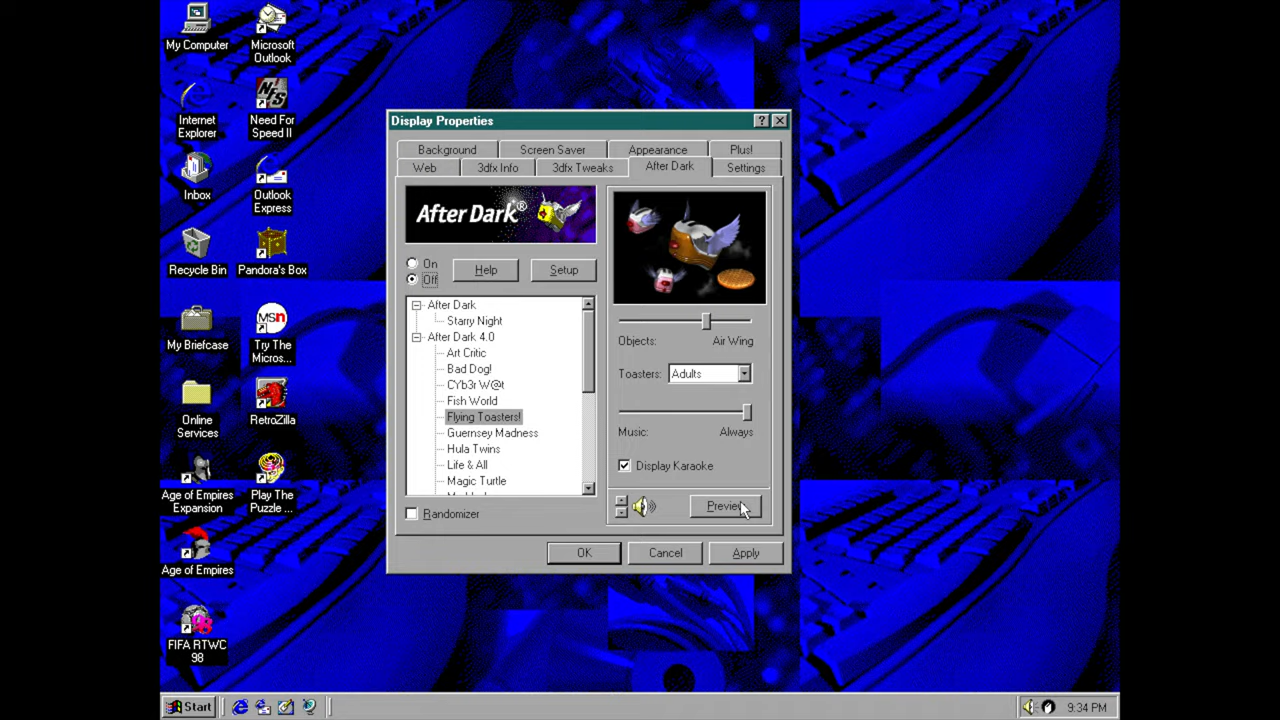 My Computer
Microsoft
Outlook
Internet
Explorer
Need For
Speed II
Inbox
Outlook
Express
Recycle Bin
Pandora's Box
My Briefcase
Try The
Micros...
Online
Services
RetroZilla
Age of Empires
Expansion
Play The
Puzzle ...
Age of Empires
FIFA RTWC
98
Display Properties
Background
Screen Saver
Appearance
Plus!
Web
3dfx Info
3dfx Tweaks
After Dark
Settings
After Dark®
On
Off
Help
Setup
After Dark
Starry Night
After Dark 4.0
Art Critic
Bad Dog!
CYb3r W@t
Fish World
Flying Toasters!
Guernsey Madness
Hula Twins
Life & All
Magic Turtle
Randomizer
Objects: Air Wing
Toasters: Adults
Music: Always
Display Karaoke
Preview
OK
Cancel
Apply
Start
9:34 PM